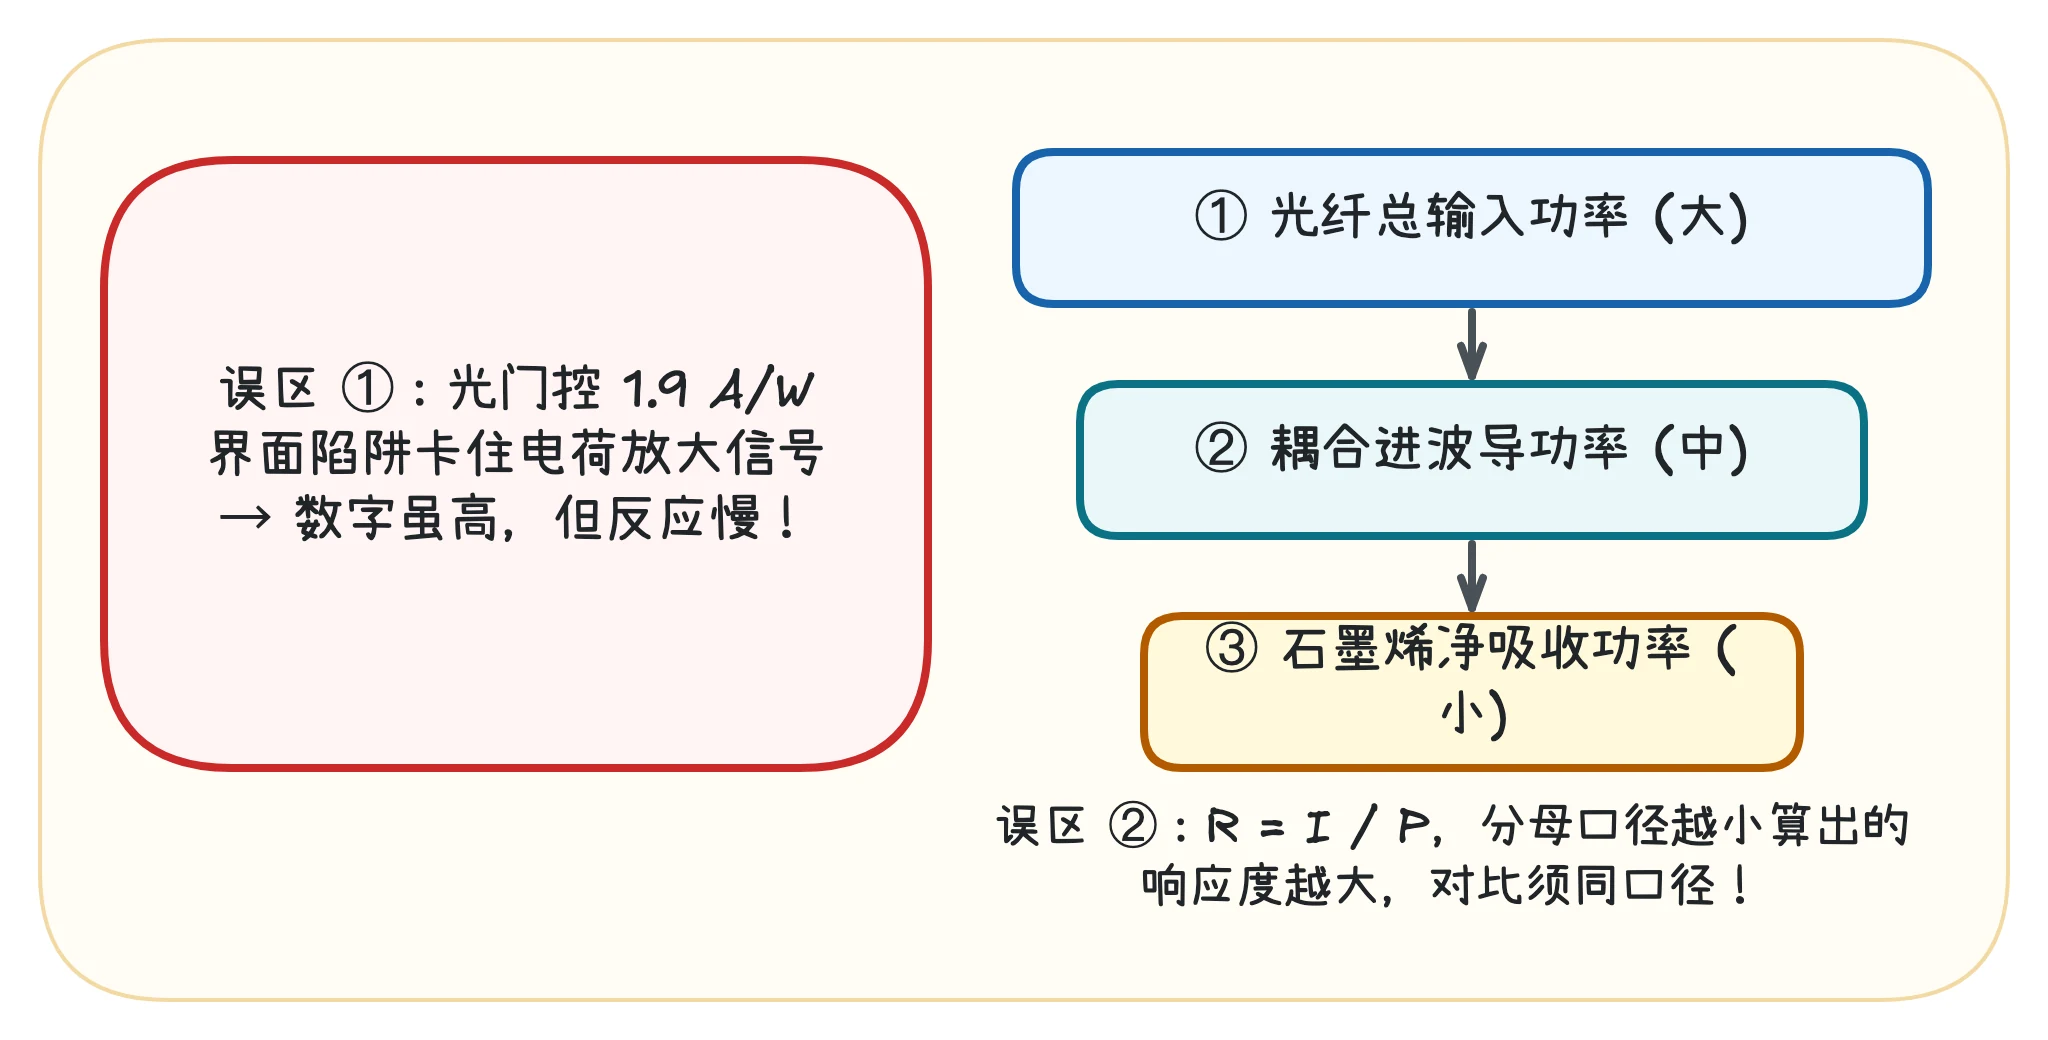 误区 ①：光门控 1.9 A/W
界面陷阱卡住电荷放大信号
→ 数字虽高，但反应慢！
① 光纤总输入功率（大）
② 耦合进波导功率（中）
③ 石墨烯净吸收功率（
小）
误区 ②：R = I / P，分母口径越小算出的
响应度越大，对比须同口径！